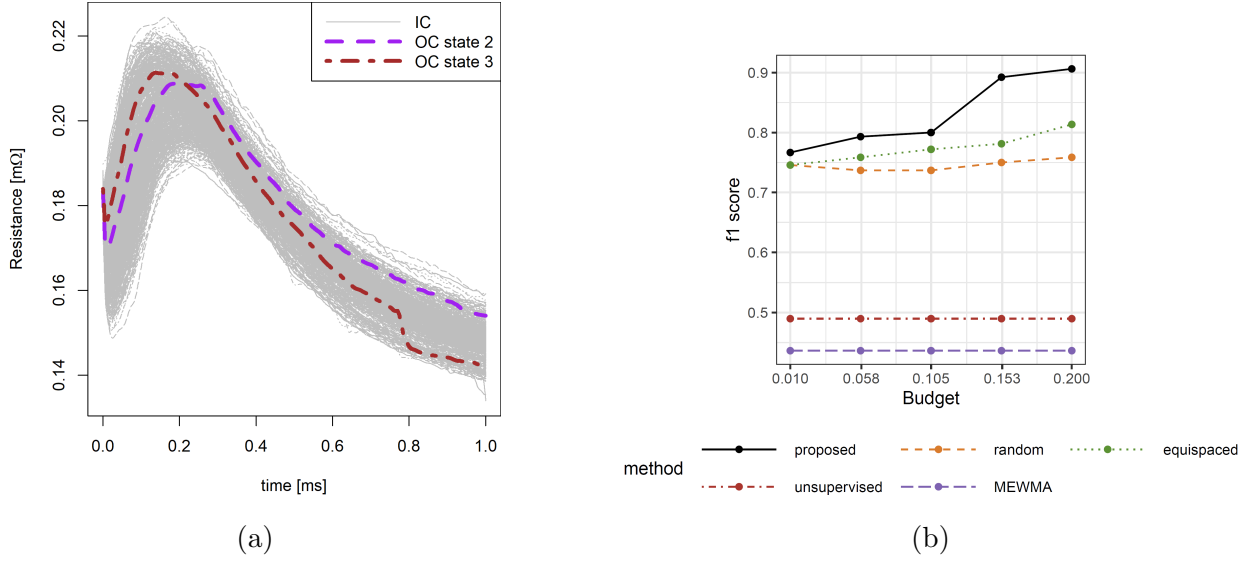 IC
OC state 2
OC state 3
Resistance [mΩ]
0.22
0.20
0.18
0.16
0.14
0.0 0.2 0.4 0.6 0.8 1.0
time [ms]
(a)
f1 score
0.9
0.8
0.7
0.6
0.5
0.010 0.058 0.105 0.153 0.200
Budget
method
proposed random equispaced
unsupervised MEWMA
(b)